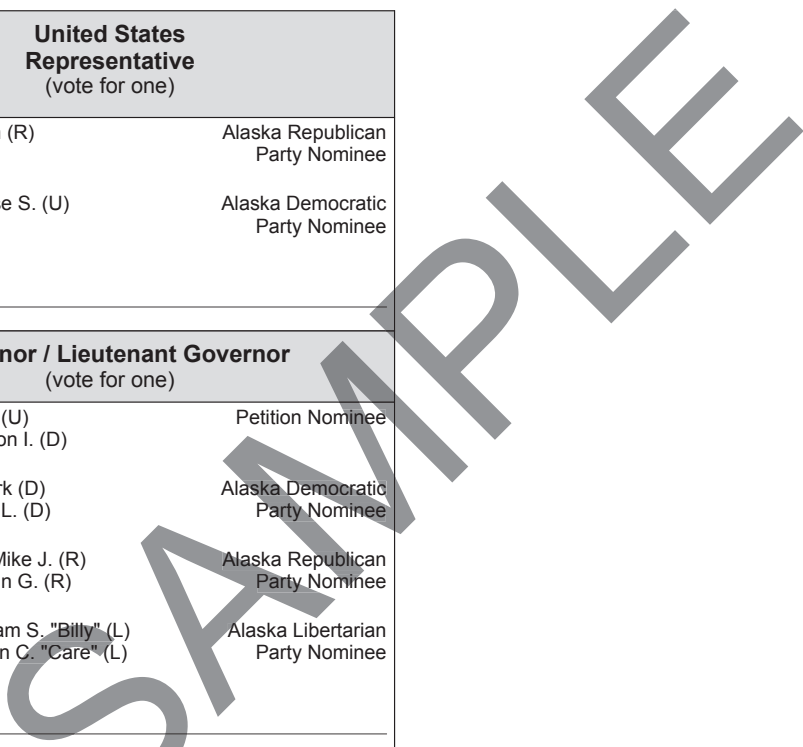 United States
Representative
(vote for one)
(R) Alaska Republican
Party Nominee
e S. (U) Alaska Democratic
Party Nominee
nor / Lieutenant Governor
(vote for one)
(U) Petition Nominee
on I. (D)
rk (D) Alaska Democratic
L. (D) Party Nominee
Mike J. (R) Alaska Republican
n G. (R) Party Nominee
am S. "Billy" (L) Alaska Libertarian
n C. "Care" (L) Party Nominee
SAMPLE